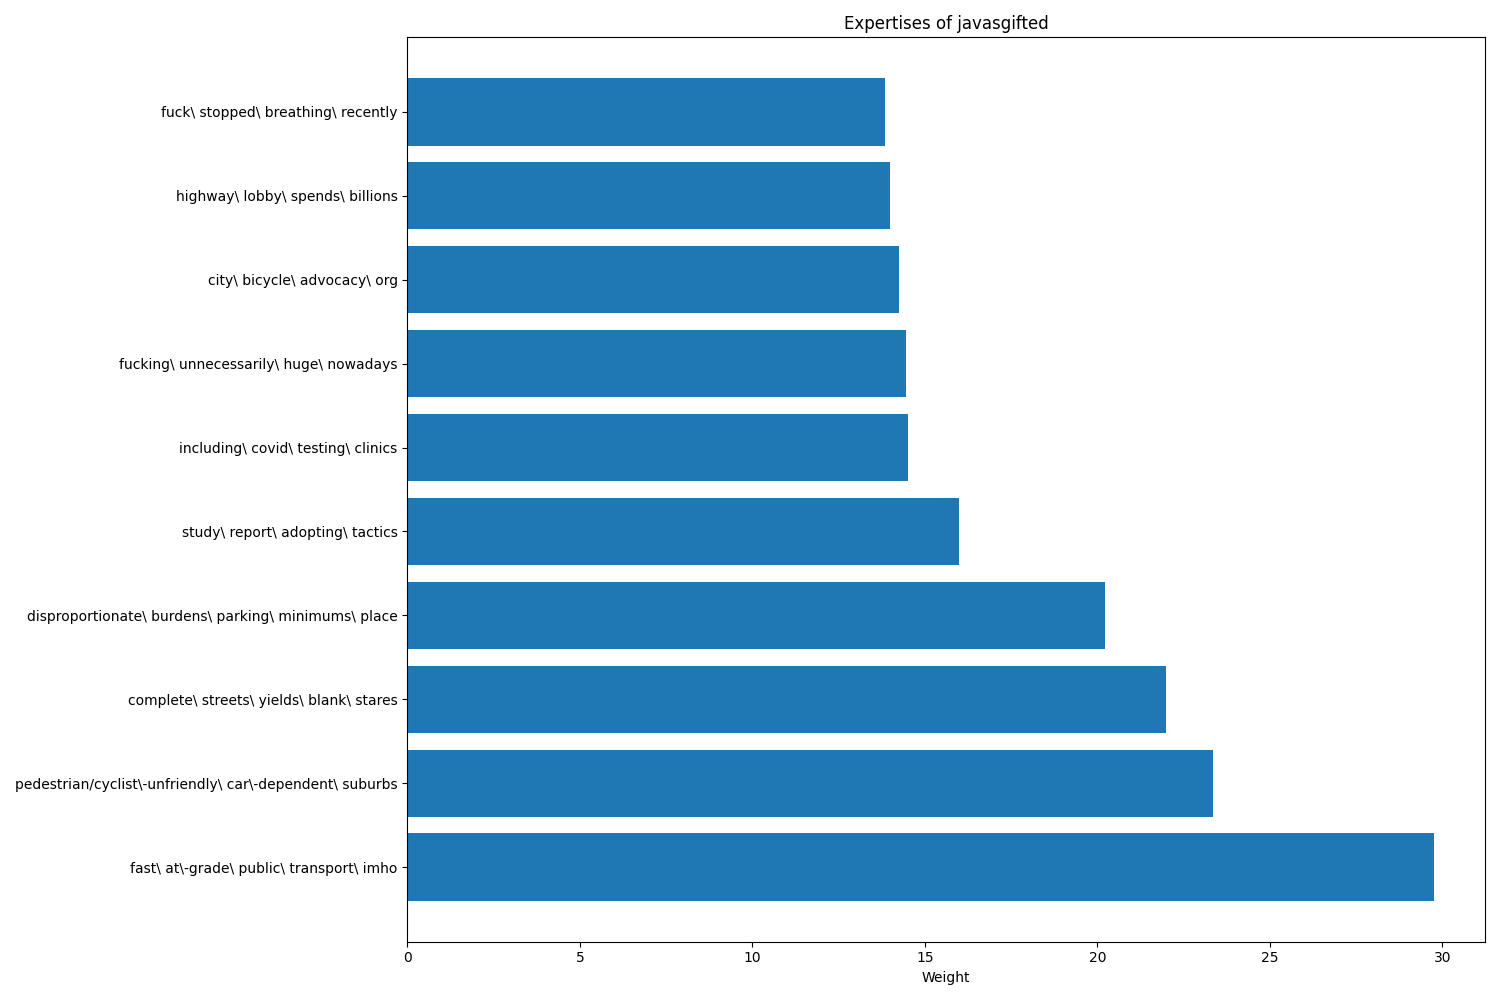 Expertises of javasgifted
fuck\ stopped\ breathing\ recently
highway\ lobby\ spends\ billions
city\ bicycle\ advocacy\ org
fucking\ unnecessarily\ huge\ nowadays
including\ covid\ testing\ clinics
study\ report\ adopting\ tactics
disproportionate\ burdens\ parking\ minimums\ place
complete\ streets\ yields\ blank\ stares
pedestrian/cyclist\-unfriendly\ car\-dependent\ suburbs
fast\ at\-grade\ public\ transport\ imho
0 5 10 15 20 25 30
Weight